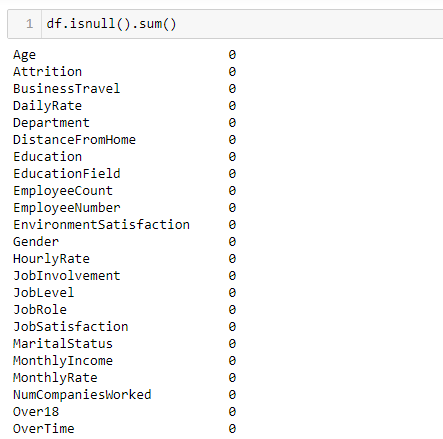 1 df.isnull().sum()
Age 0
Attrition 0
BusinessTravel 0
DailyRate 0
Department 0
DistanceFromHome 0
Education 0
EducationField 0
EmployeeCount 0
EmployeeNumber 0
EnvironmentSatisfaction 0
Gender 0
HourlyRate 0
JobInvolvement 0
JobLevel 0
JobRole 0
JobSatisfaction 0
MaritalStatus 0
MonthlyIncome 0
MonthlyRate 0
NumCompaniesWorked 0
Over18 0
OverTime 0